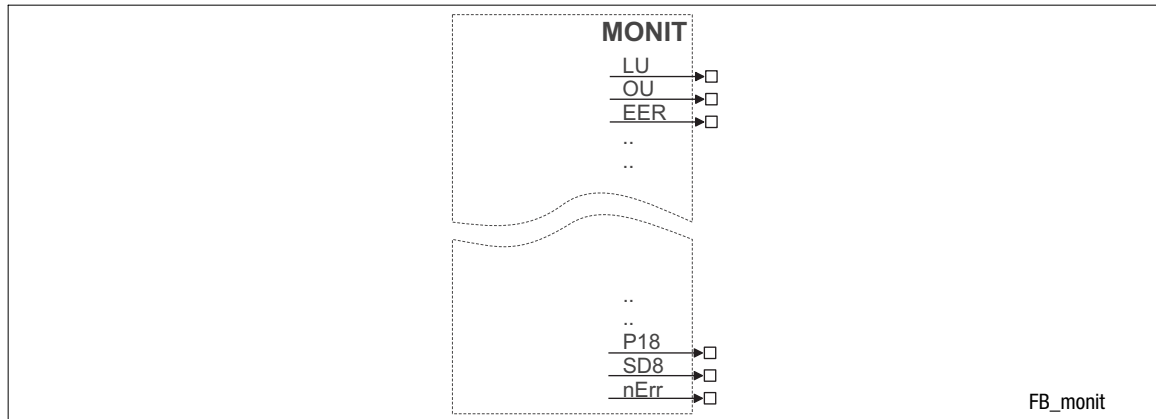 MONIT
LU
OU
EER
..
..
..
..
P18
SD8
nErr
FB_monit